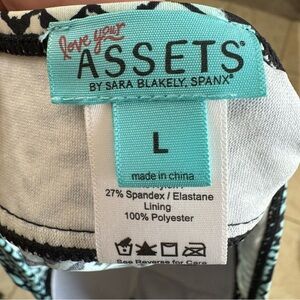 love your
ASSETS®
BY SARA BLAKELY, SPANX®
L
made in china
27% Spandex / Elastane
Lining
100% Polyester
See Reverse for Care